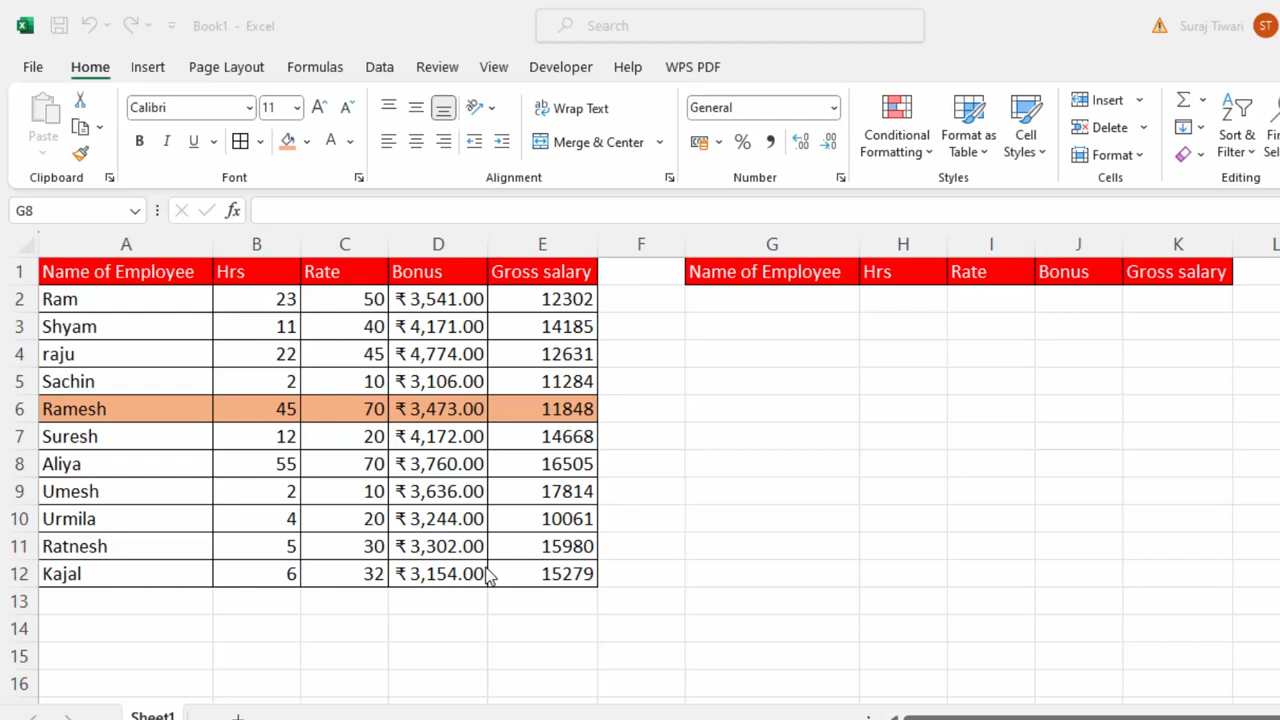 Book1 - Excel
Search
Suraj Tiwari
ST
File Home Insert Page Layout Formulas Data Review View Developer Help WPS PDF
Paste
Calibri 11
B I U
Wrap Text
Merge & Center
General
%
Conditional Formatting
Format as Table
Cell Styles
Insert
Delete
Format
Sort & Filter
Clipboard Font Alignment Number Styles Cells Editing
G8 fx
A B C D E F G H I J K L
1 Name of Employee Hrs Rate Bonus Gross salary Name of Employee Hrs Rate Bonus Gross salary
2 Ram 23 50 ₹ 3,541.00 12302
3 Shyam 11 40 ₹ 4,171.00 14185
4 raju 22 45 ₹ 4,774.00 12631
5 Sachin 2 10 ₹ 3,106.00 11284
6 Ramesh 45 70 ₹ 3,473.00 11848
7 Suresh 12 20 ₹ 4,172.00 14668
8 Aliya 55 70 ₹ 3,760.00 16505
9 Umesh 2 10 ₹ 3,636.00 17814
10 Urmila 4 20 ₹ 3,244.00 10061
11 Ratnesh 5 30 ₹ 3,302.00 15980
12 Kajal 6 32 ₹ 3,154.00 15279
13
14
15
16
Sheet1